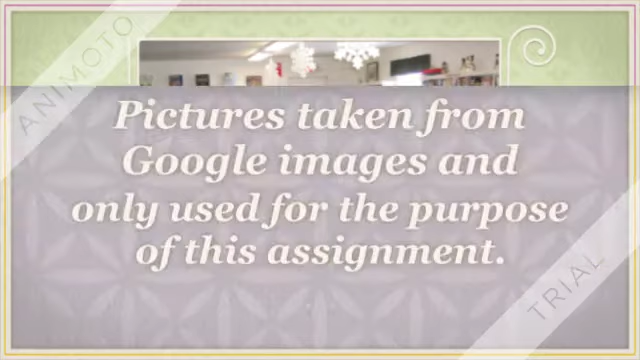 ANIMOTO
Pictures taken from
Google images and
only used for the purpose
of this assignment.
TRIAL